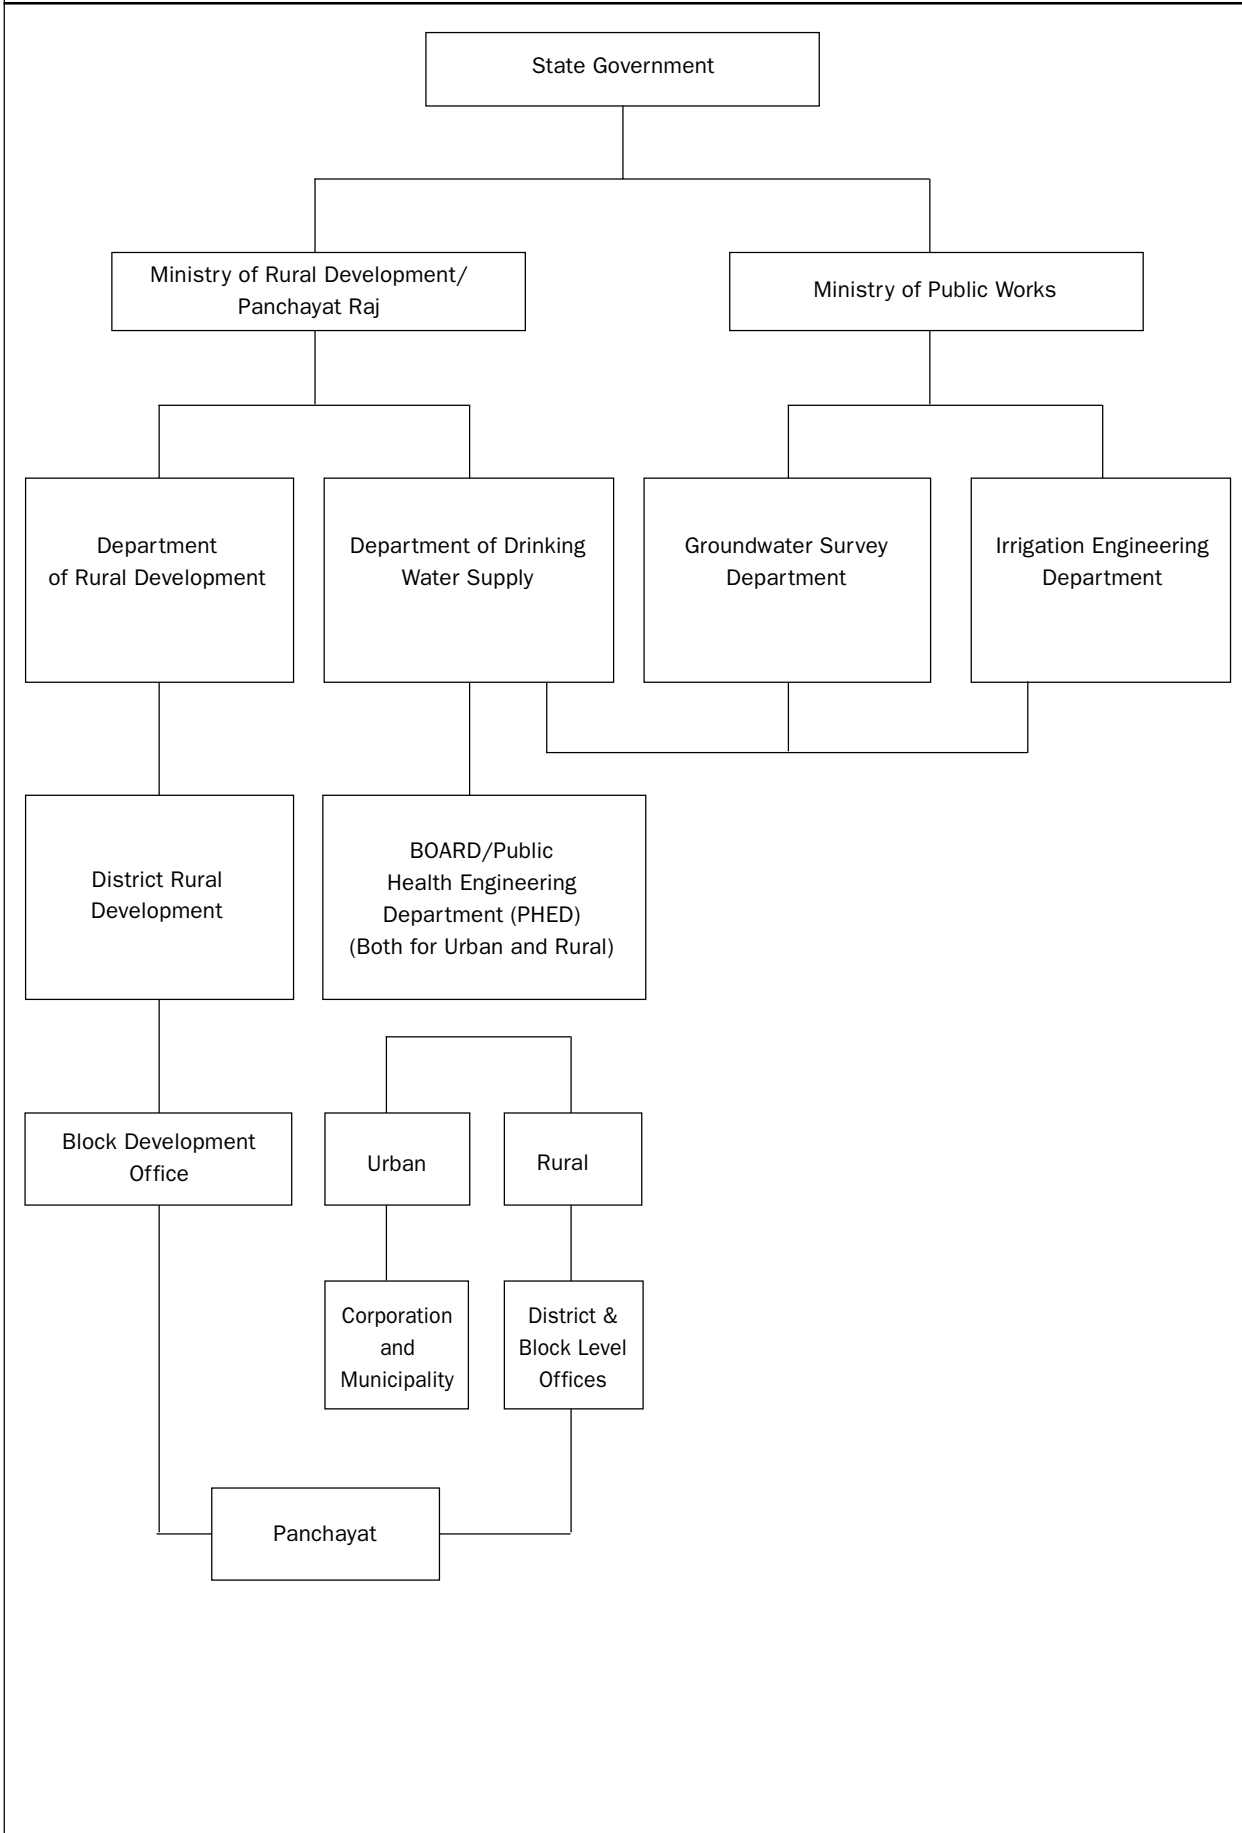 State Government
Ministry of Rural Development/
Panchayat Raj
Ministry of Public Works
Department
of Rural Development
Department of Drinking
Water Supply
Groundwater Survey
Department
Irrigation Engineering
Department
District Rural
Development
BOARD/Public
Health Engineering
Department (PHED)
(Both for Urban and Rural)
Block Development
Office
Urban
Rural
Corporation
and
Municipality
District &
Block Level
Offices
Panchayat